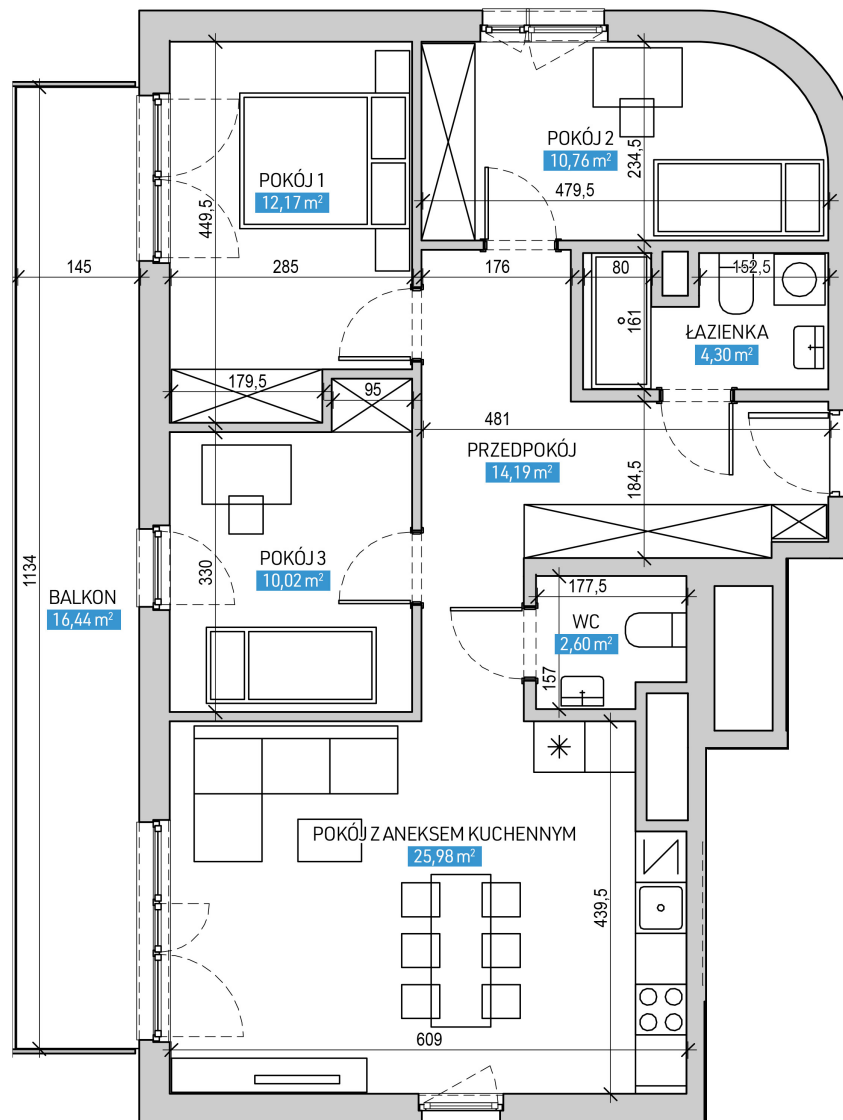 POKÓJ 1
12,17 m²
449,5
285
179,5
95
POKÓJ 2
10,76 m²
234,5
479,5
145
176
80
152,5
161
ŁAZIENKA
4,30 m²
481
PRZEDPOKÓJ
14,19 m²
184,5
POKÓJ 3
10,02 m²
330
BALKON
16,44 m²
1134
177,5
WC
2,60 m²
157
POKÓJ Z ANEKSEM KUCHENNYM
25,98 m²
439,5
609